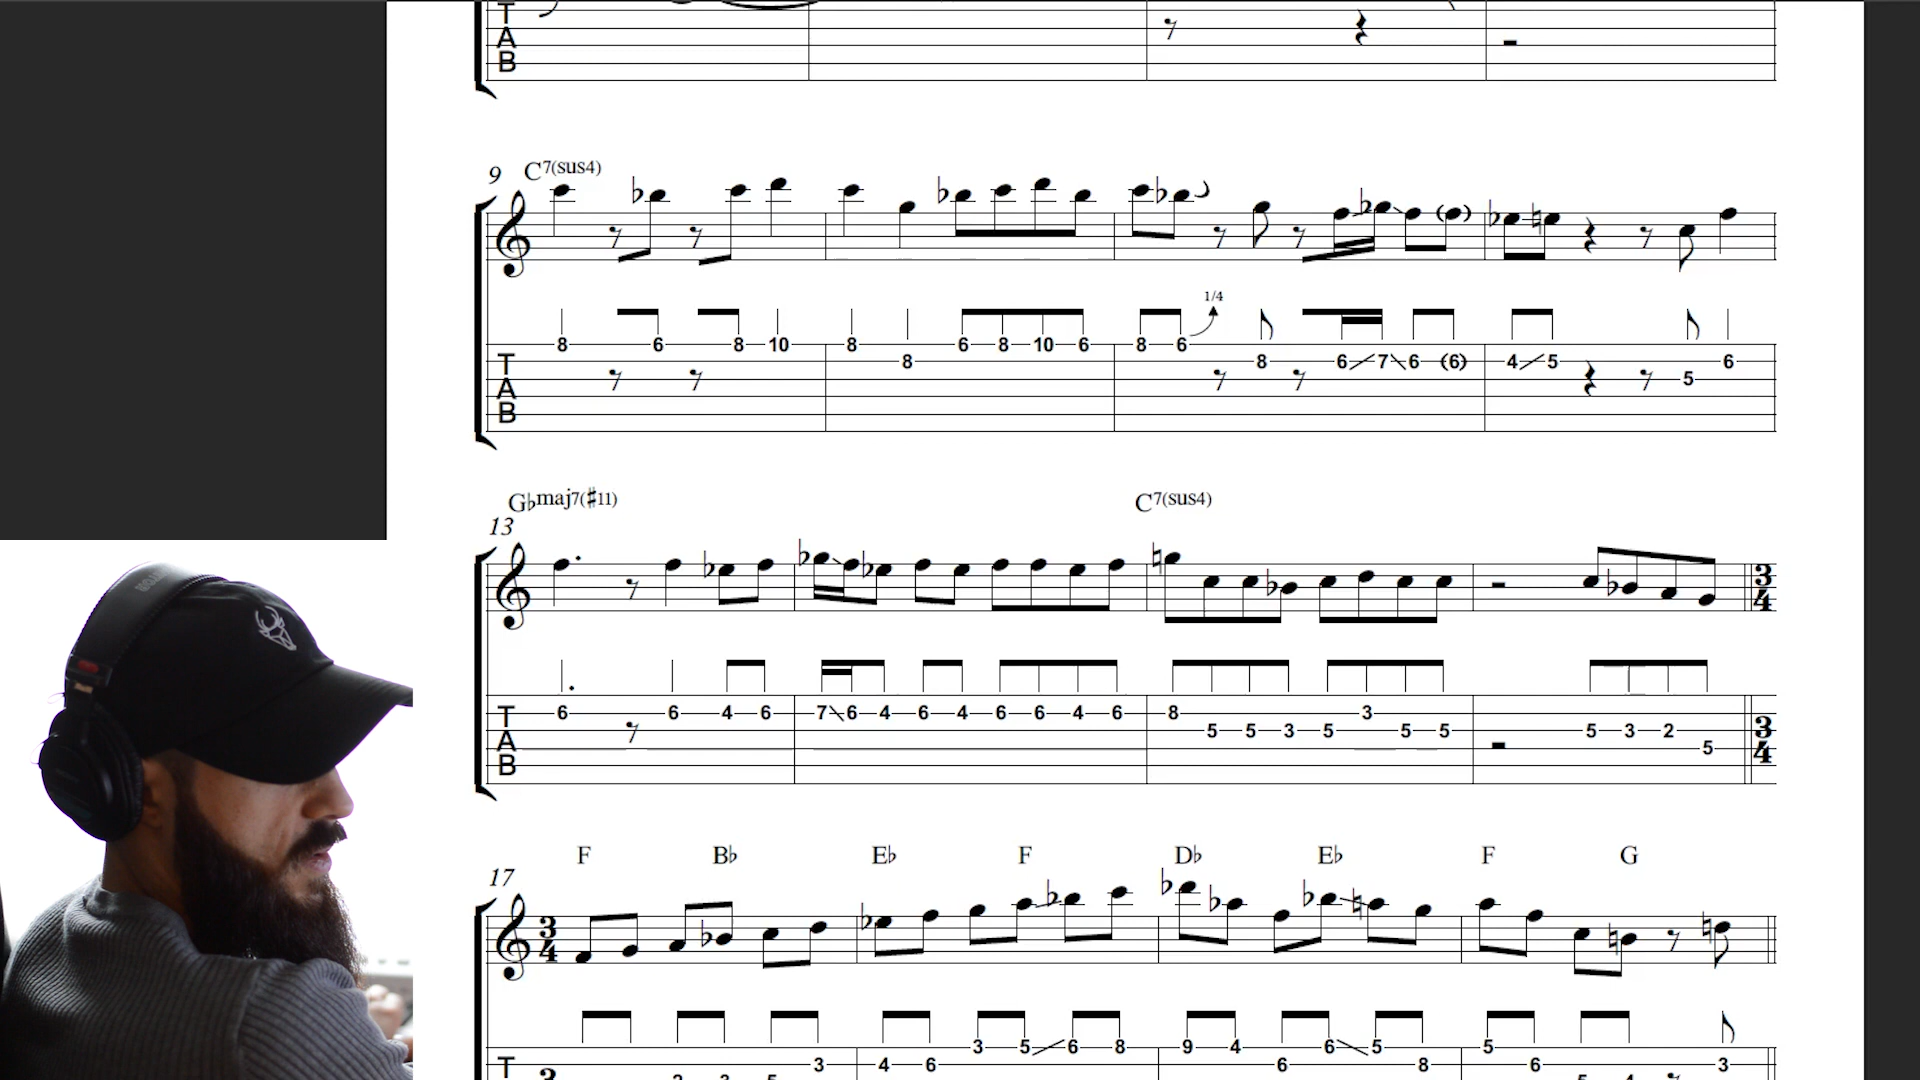 T
A
B
9 C7(sus4)
1/4
T 8 6 8 10 8 8 6 8 10 6 8 6 8 6 7 6 (6) 4 5 5 6
A
B
G♭maj7(♯11) C7(sus4)
13
T 6 6 4 6 7 6 4 6 4 6 6 4 6 8 5 5 3 5 3 5 5 5 3 2 5 3
A 4
B
F B♭ E♭ F D♭ E♭ F G
17
3
4
3 5 6 8 9 4 6 5 5
T 3 4 6 6 8 6 3